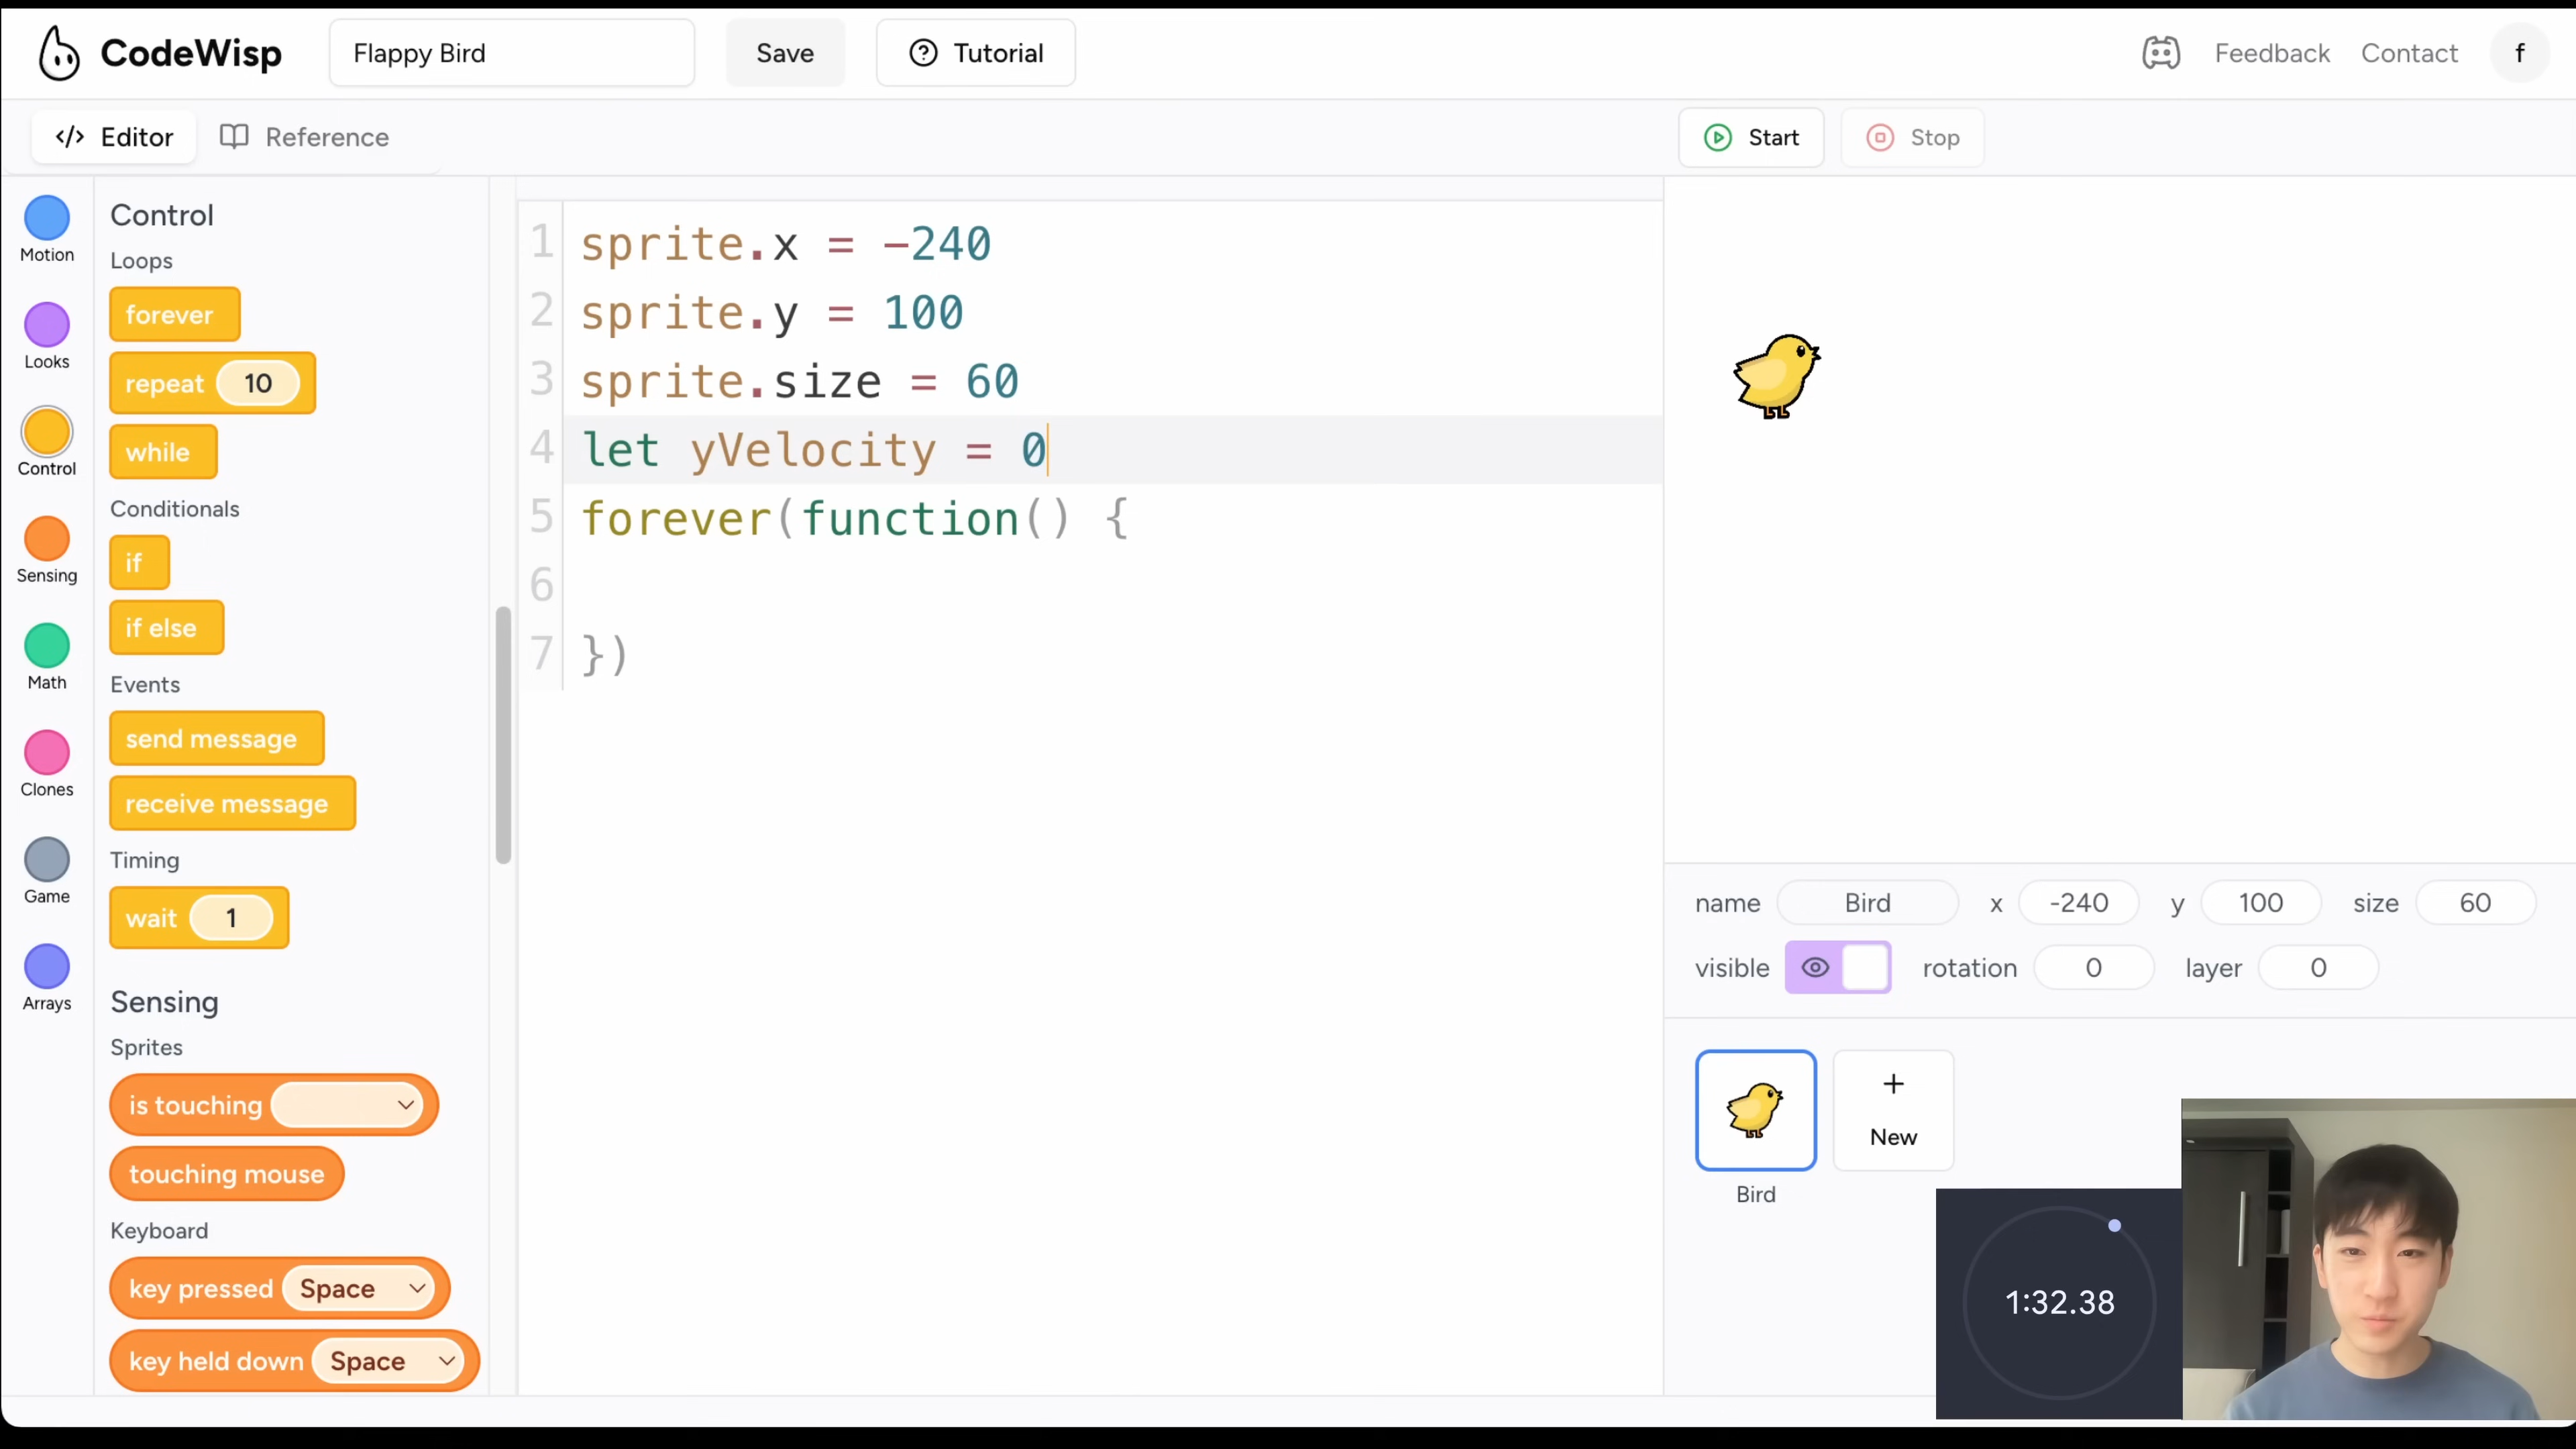 CodeWisp
Flappy Bird
Save
Tutorial
Feedback
Contact
f
</> Editor
Reference
Start
Stop
Motion
Looks
Control
Sensing
Math
Clones
Game
Arrays
Control
Loops
forever
repeat 10
while
Conditionals
if
if else
Events
send message
receive message
Timing
wait 1
Sensing
Sprites
is touching
touching mouse
Keyboard
key pressed Space
key held down Space
1 sprite.x = -240
2 sprite.y = 100
3 sprite.size = 60
4 let yVelocity = 0
5 forever(function() {
6
7 })
name Bird x -240 y 100 size 60
visible rotation 0 layer 0
+
New
Bird
1:32.38